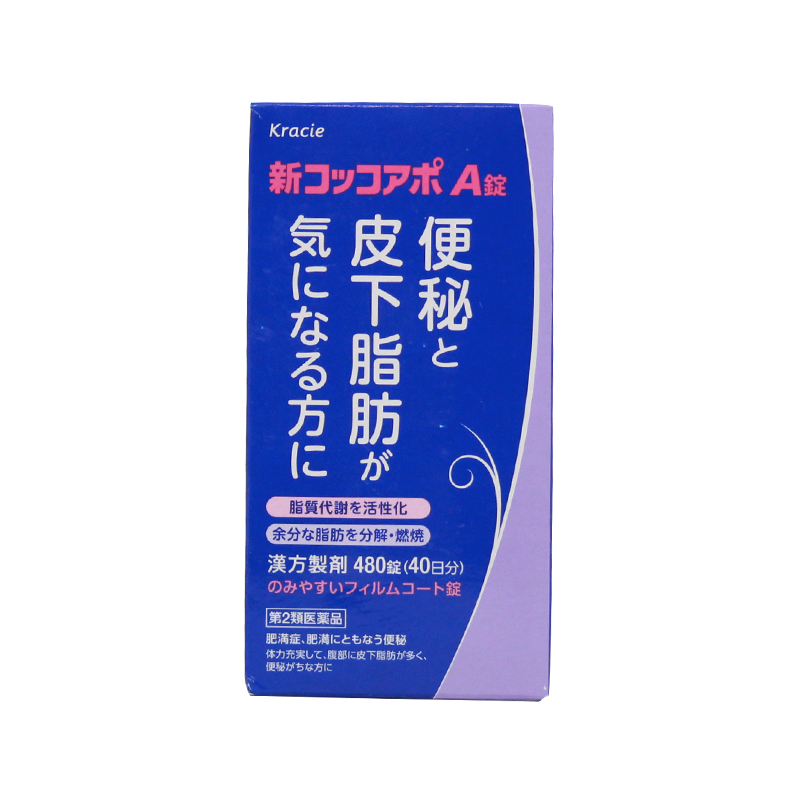 Kracie
新コッコアポ A錠
便秘と
皮下脂肪が
気になる方に
脂質代謝を活性化
余分な脂肪を分解・燃焼
漢方製剤 480錠(40日分)
のみやすいフィルムコート錠
第2類医薬品
肥満症、肥満にともなう便秘
体力充実して、腹部に皮下脂肪が多く、
便秘がちな方に